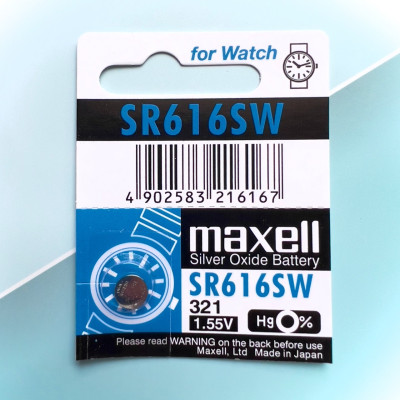 for Watch
SR616SW
4 902583 216167
maxell
Silver Oxide Battery
SR616SW
321
1.55V
Hg 0%
Please read WARNING on the back before use
Maxell, Ltd Made in Japan